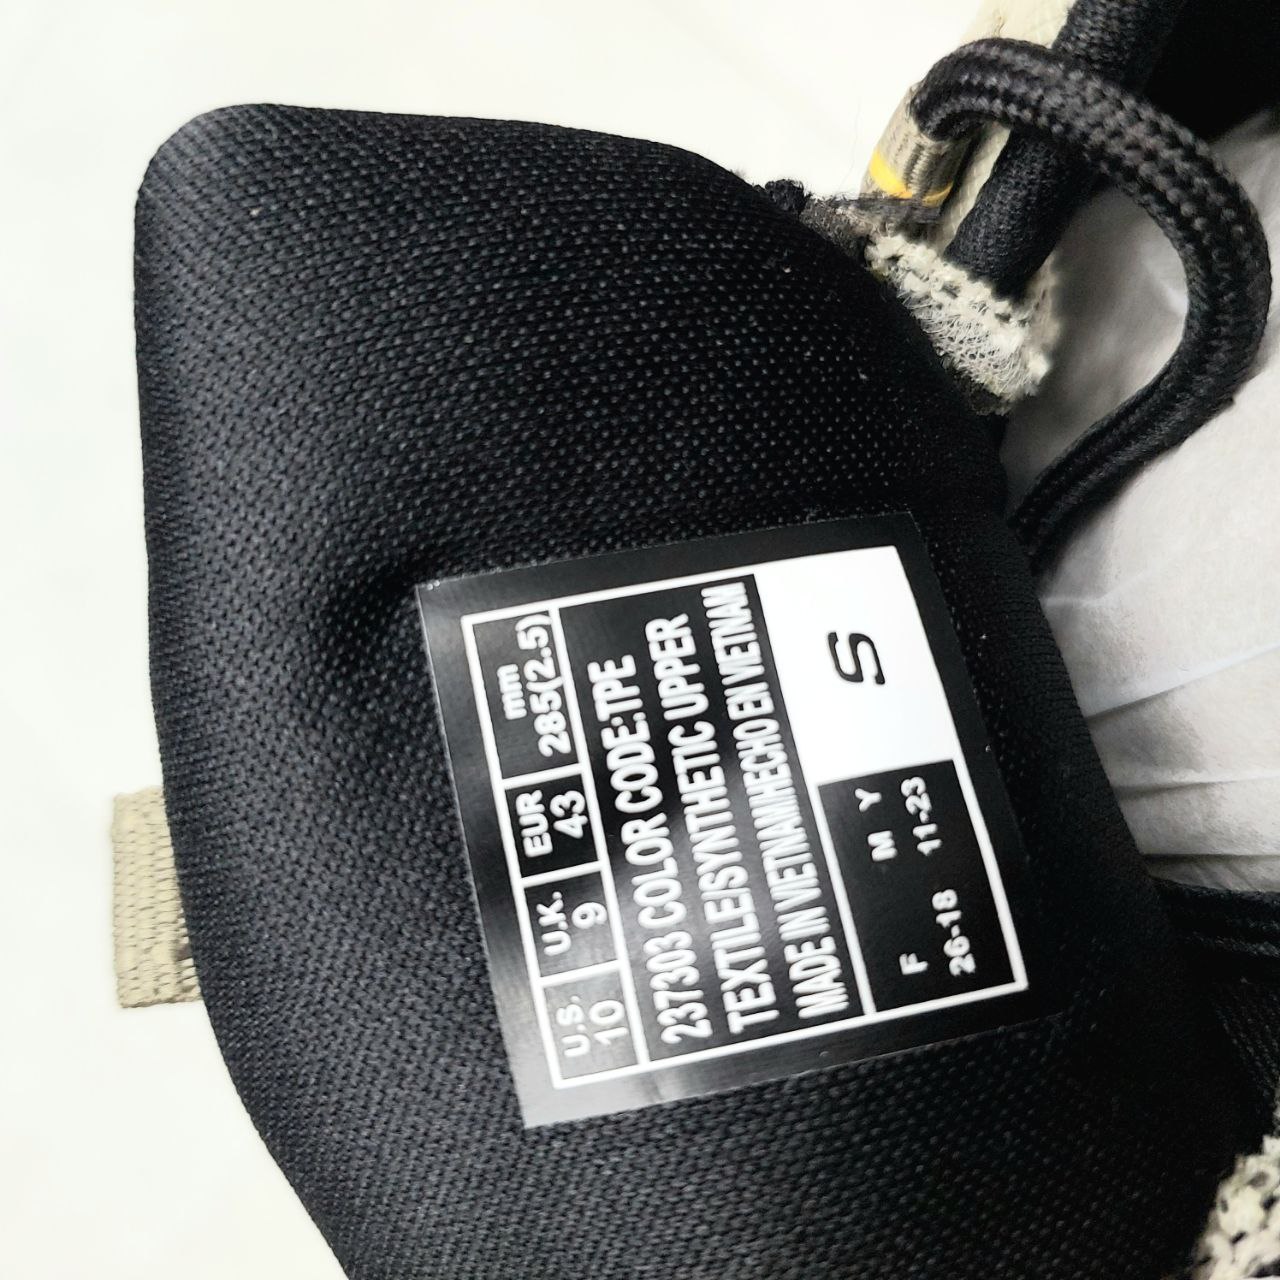 U.S. U.K. EUR mm
10 9 43 285(2.5)
237303 COLOR CODE:TPE
TEXTILE/SYNTHETIC UPPER
MADE IN VIETNAM/HECHO EN VIETNAM
F M Y
26-18 11-23
S